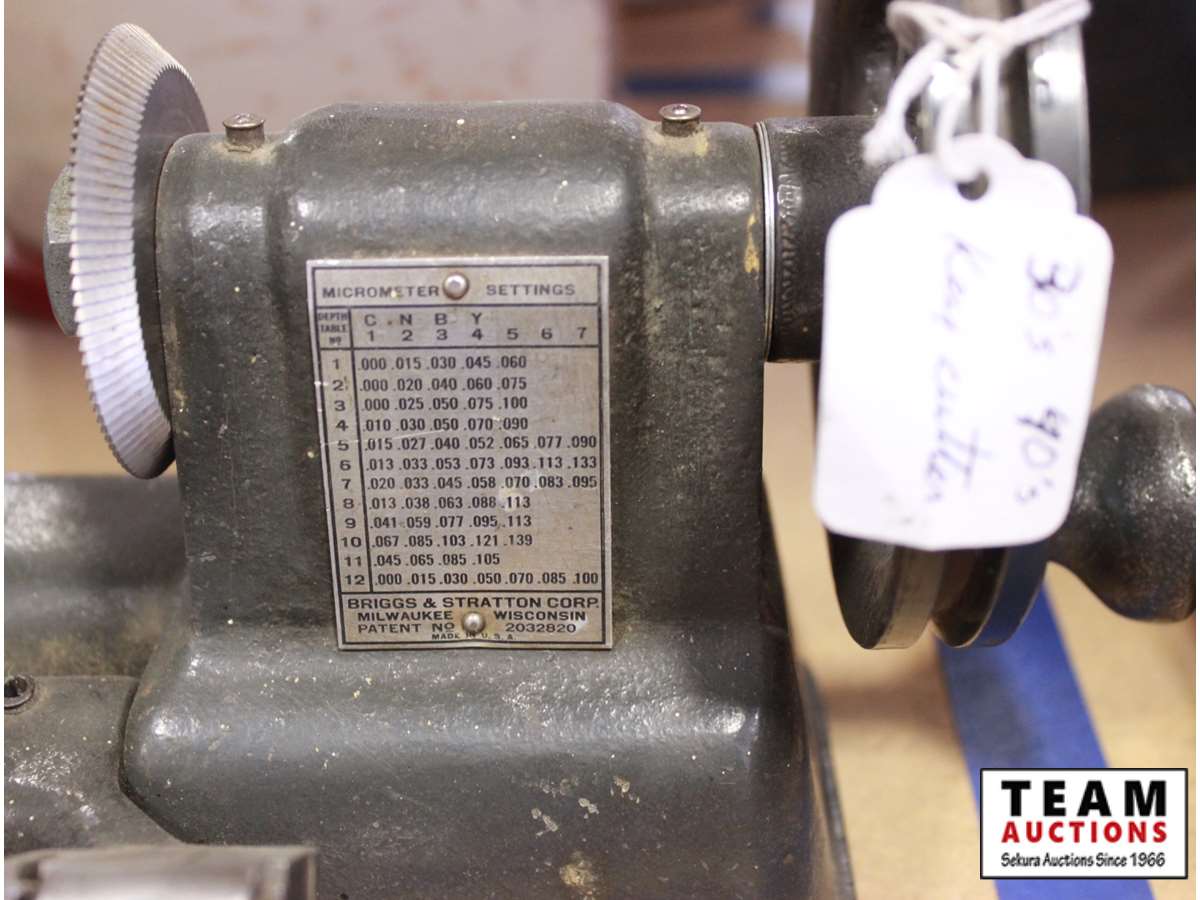 MICROMETER SETTINGS
DEPTH TABLE Nº C 1 N 2 B 3 Y 4 5 6 7
1 .000 .015 .030 .045 .060
2 .000 .020 .040 .060 .075
3 .000 .025 .050 .075 .100
4 .010 .030 .050 .070 .090
5 .015 .027 .040 .052 .065 .077 .090
6 .013 .033 .053 .073 .093 .113 .133
7 .020 .033 .045 .058 .070 .083 .095
8 .013 .038 .063 .088 .113
9 .041 .059 .077 .095 .113
10 .067 .085 .103 .121 .139
11 .045 .065 .085 .105
12 .000 .015 .030 .050 .070 .085 .100
BRIGGS & STRATTON CORP.
MILWAUKEE WISCONSIN
PATENT Nº 2032820
MADE IN U.S.A.
30's 40's
Key cutter
TEAM
AUCTIONS
Sekura Auctions Since 1966